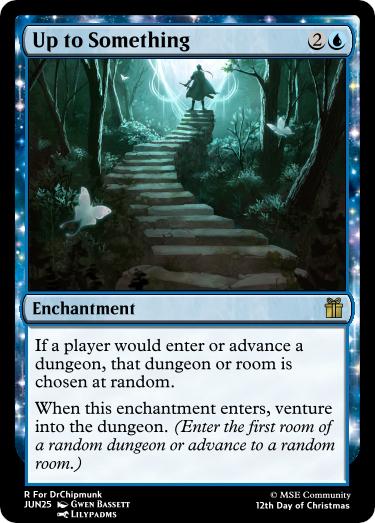 Up to Something 2
Enchantment
If a player would enter or advance a
dungeon, that dungeon or room is
chosen at random.
When this enchantment enters, venture
into the dungeon. (Enter the first room of
a random dungeon or advance to a random
room.)
R For DrChipmunk © MSE Community
JUN25 Gwen Bassett 12th Day of Christmas
Lilypadms